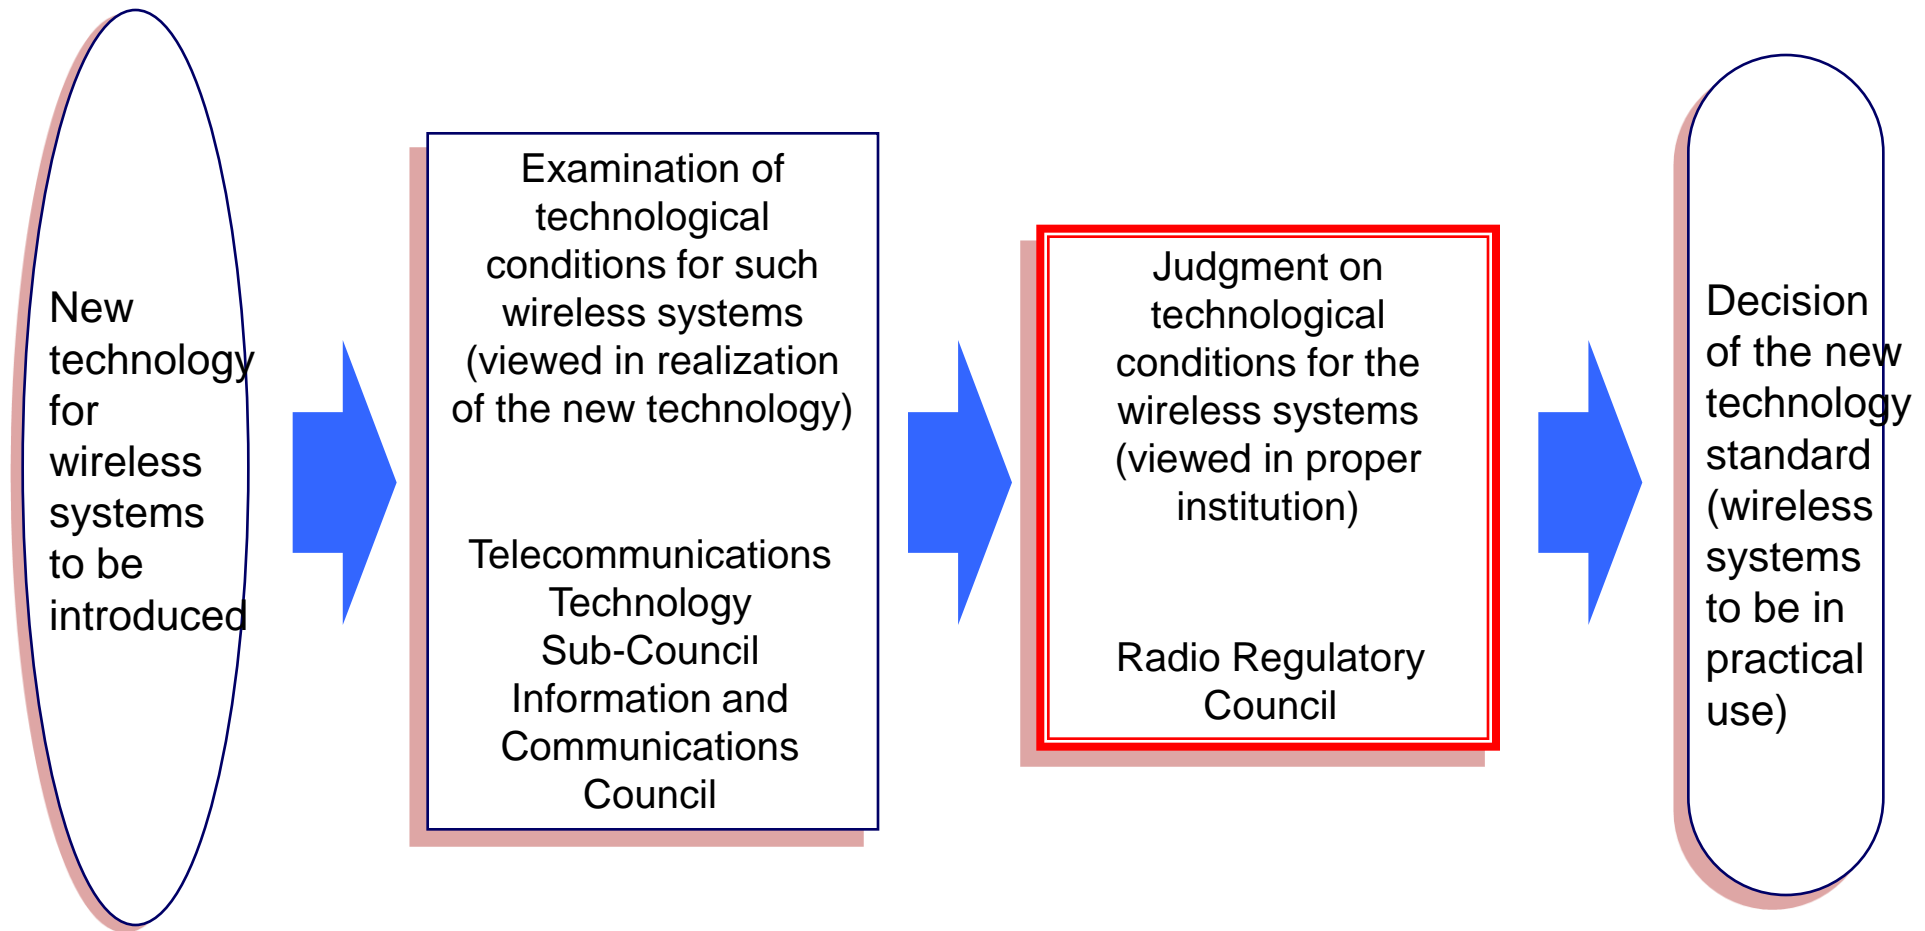 New
technology
for
wireless
systems
to be
introduced
Examination of
technological
conditions for such
wireless systems
(viewed in realization
of the new technology)
Telecommunications
Technology
Sub-Council
Information and
Communications
Council
Judgment on
technological
conditions for the
wireless systems
(viewed in proper
institution)
Radio Regulatory
Council
Decision
of the new
technology
standard
(wireless
systems
to be in
practical
use)